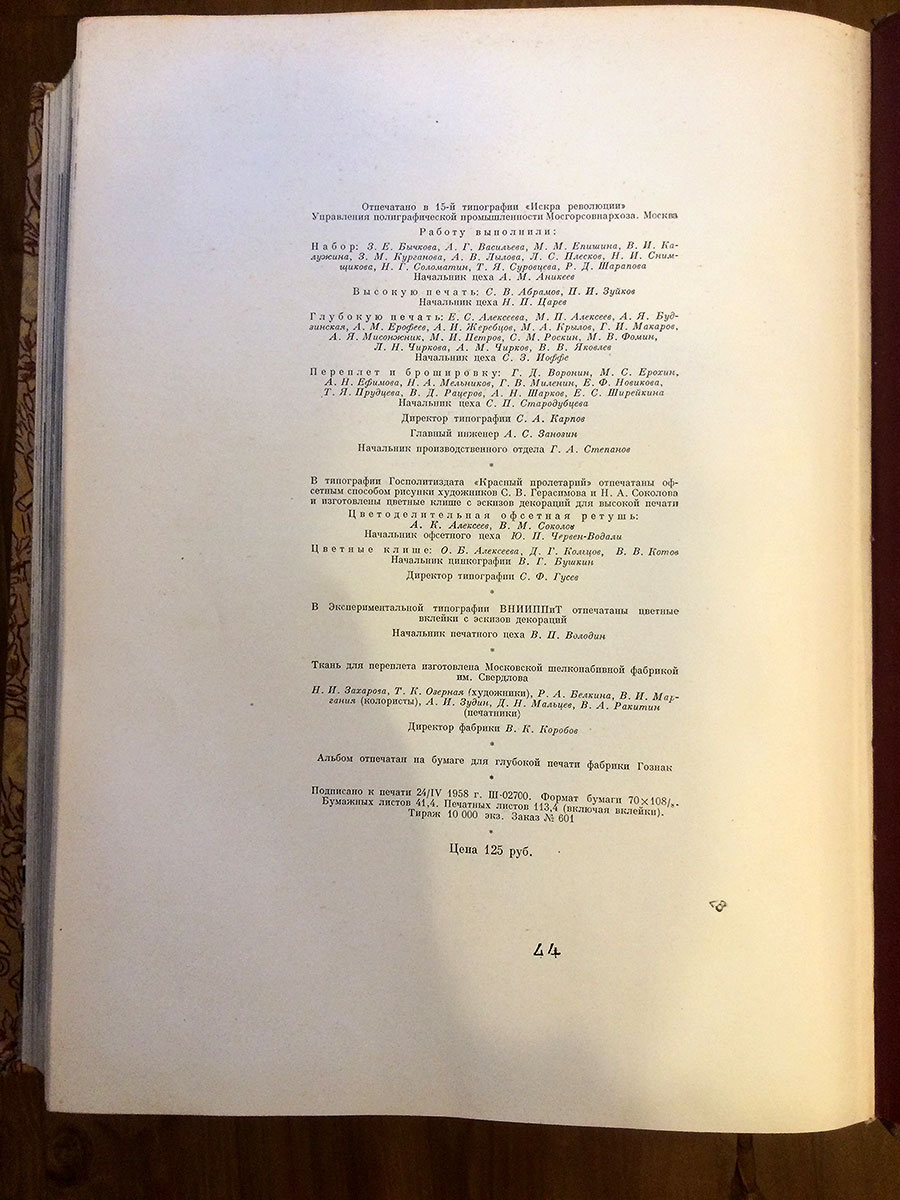 Отпечатано в 15-й типографии «Искра революции»
Управления полиграфической промышленности Мосгорсовнархоза. Москва
Работу выполнили:
Набор: З. Е. Бычкова, А. Г. Васильева, М. М. Епишина, В. И. Ка-
лужина, З. М. Курганова, А. В. Лылова, Л. С. Плесков, Н. И. Сним-
щикова, Н. Г. Соломатин, Т. Я. Суровцева, Р. Д. Шарапова
Начальник цеха А. М. Аникеев
Высокую печать: С. В. Абрамов, П. И. Зуйков
Начальник цеха Н. П. Царев
Глубокую печать: Е. С. Алексеева, М. П. Алексеев, А. Я. Буд-
зинская, А. М. Ерофеев, А. И. Жеребцов, М. А. Крылов, Г. И. Макаров,
А. Я. Мисонжник, М. И. Петров, С. М. Роскин, М. В. Фомин,
Л. Н. Чиркова, А. М. Чирков, В. В. Яковлев
Начальник цеха С. З. Иоффе
Переплет и брошировку: Г. Д. Воронин, М. С. Ерохин,
А. Н. Ефимова, Н. А. Мельников, Г. В. Миленин, Е. Ф. Новикова,
Т. Я. Прудцева, В. Д. Рацеров, А. Н. Шарков, Е. С. Ширейкина
Начальник цеха С. П. Стародубцева
Директор типографии С. А. Карпов
Главный инженер А. С. Занозин
Начальник производственного отдела Г. А. Степанов
*
В типографии Госполитиздата «Красный пролетарий» отпечатаны оф-
сетным способом рисунки художников С. В. Герасимова и Н. А. Соколова
и изготовлены цветные клише с эскизов декораций для высокой печати
Цветоделительная офсетная ретушь:
А. К. Алексеев, В. М. Соколов
Начальник офсетного цеха Ю. П. Червен-Водали
Цветные клише: О. Б. Алексеева, Д. Г. Кольцов, В. В. Котов
Начальник цинкографии В. Г. Бушкин
Директор типографии С. Ф. Гусев
*
В Экспериментальной типографии ВНИИППиТ отпечатаны цветные
вклейки с эскизов декораций
Начальник печатного цеха В. П. Володин
*
Ткань для переплета изготовлена Московской шелконабивной фабрикой
им. Свердлова
Н. И. Захарова, Т. К. Озерная (художники), Р. А. Белкина, В. И. Мар-
гания (колористы), А. И. Зудин, Д. Н. Мальцев, В. А. Ракитин
(печатники)
Директор фабрики В. К. Коробов
*
Альбом отпечатан на бумаге для глубокой печати фабрики Гознак
*
Подписано к печати 24/IV 1958 г. Ш-02700. Формат бумаги 70×108/₈.
Бумажных листов 41,4. Печатных листов 113,4 (включая вклейки).
Тираж 10 000 экз. Заказ № 601
*
Цена 125 руб.
44